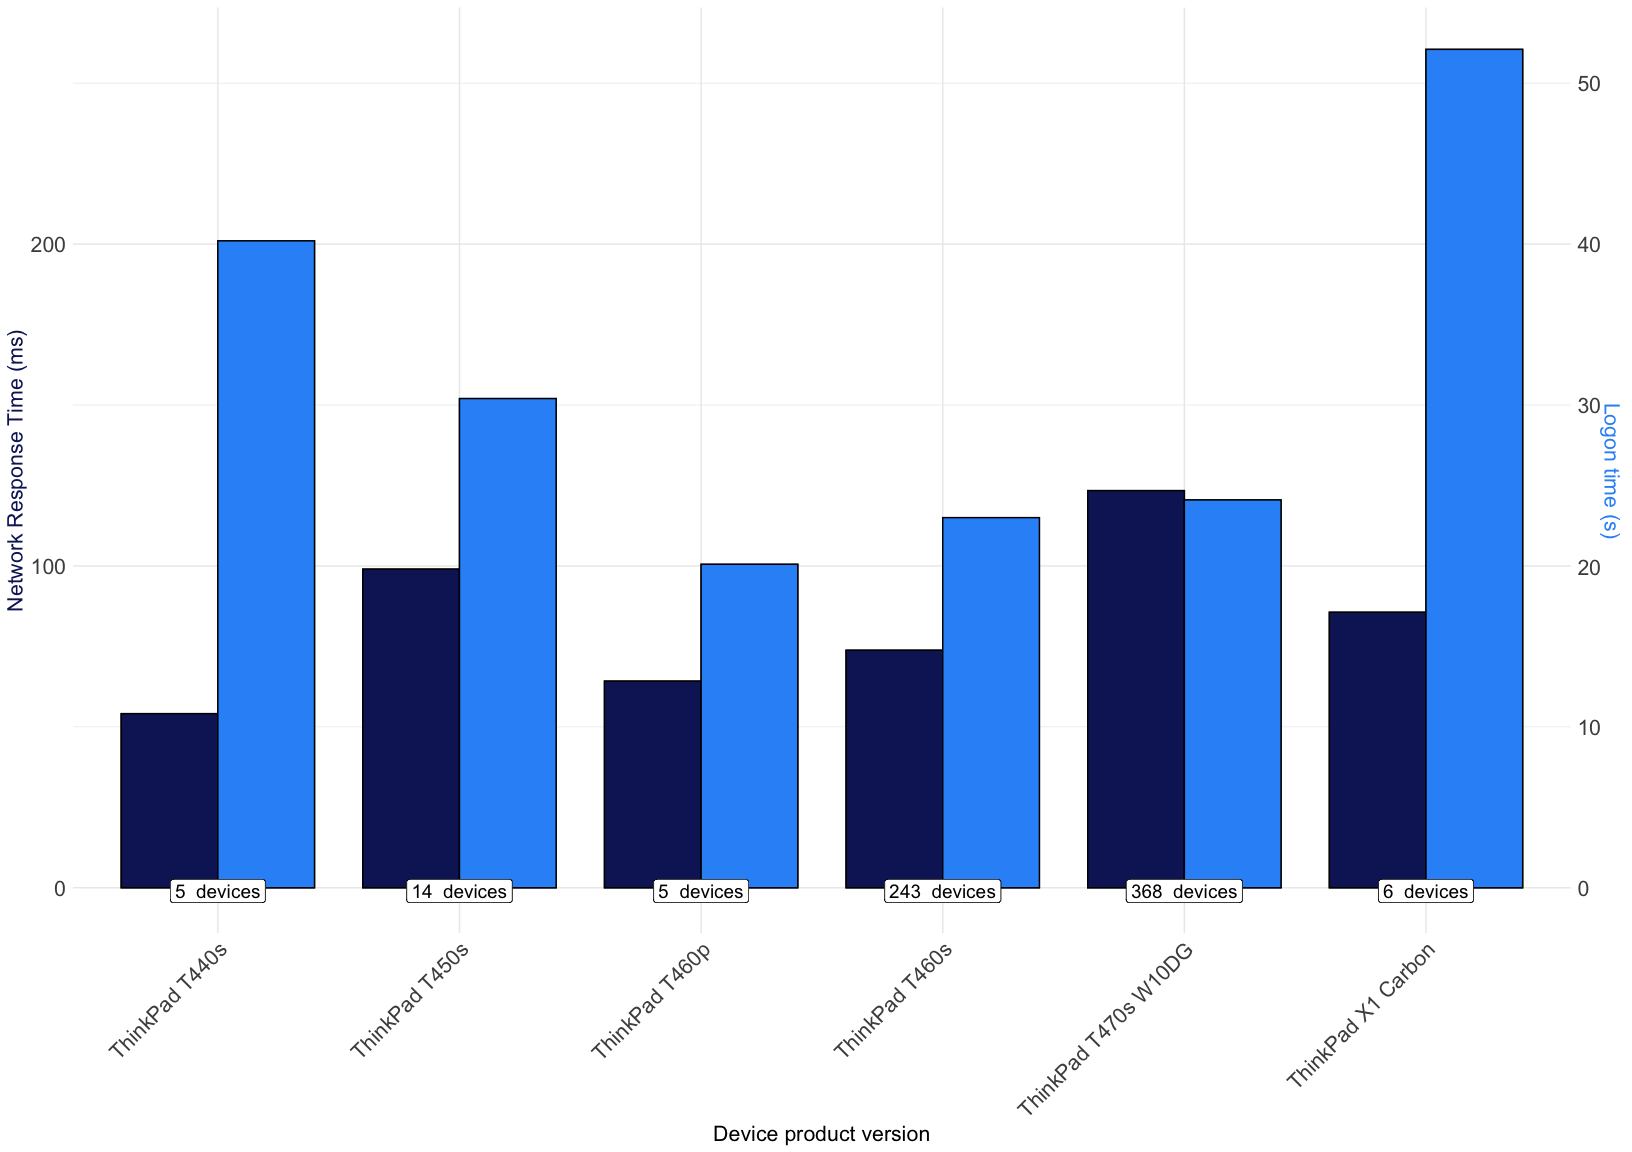 Network Response Time (ms)
200
100
0
50
40
30
20
10
0
Logon time (s)
5 devices
14 devices
5 devices
243 devices
368 devices
6 devices
ThinkPad T440s
ThinkPad T450s
ThinkPad T460p
ThinkPad T460s
ThinkPad T470s W10DG
ThinkPad X1 Carbon
Device product version